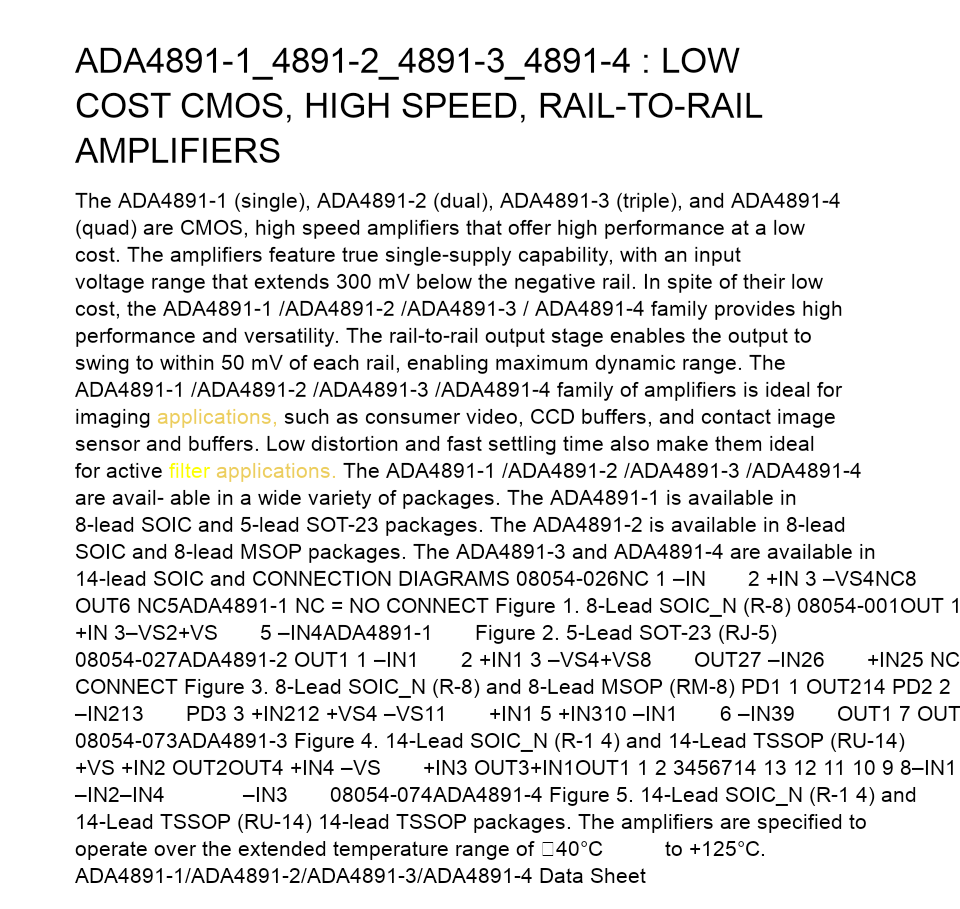 ADA4891-1_4891-2_4891-3_4891-4 : LOW
COST CMOS, HIGH SPEED, RAIL-TO-RAIL
AMPLIFIERS
The ADA4891-1 (single), ADA4891-2 (dual), ADA4891-3 (triple), and ADA4891-4
(quad) are CMOS, high speed amplifiers that offer high performance at a low
cost. The amplifiers feature true single-supply capability, with an input
voltage range that extends 300 mV below the negative rail. In spite of their low
cost, the ADA4891-1 /ADA4891-2 /ADA4891-3 / ADA4891-4 family provides high
performance and versatility. The rail-to-rail output stage enables the output to
swing to within 50 mV of each rail, enabling maximum dynamic range. The
ADA4891-1 /ADA4891-2 /ADA4891-3 /ADA4891-4 family of amplifiers is ideal for
imaging applications, such as consumer video, CCD buffers, and contact image
sensor and buffers. Low distortion and fast settling time also make them ideal
for active filter applications. The ADA4891-1 /ADA4891-2 /ADA4891-3 /ADA4891-4
are avail- able in a wide variety of packages. The ADA4891-1 is available in
8-lead SOIC and 5-lead SOT-23 packages. The ADA4891-2 is available in 8-lead
SOIC and 8-lead MSOP packages. The ADA4891-3 and ADA4891-4 are available in
14-lead SOIC and CONNECTION DIAGRAMS 08054-026NC 1 –IN 2 +IN 3 –VS4NC8
OUT6 NC5ADA4891-1 NC = NO CONNECT Figure 1. 8-Lead SOIC_N (R-8) 08054-001OUT 1
+IN 3–VS2+VS 5 –IN4ADA4891-1 Figure 2. 5-Lead SOT-23 (RJ-5)
08054-027ADA4891-2 OUT1 1 –IN1 2 +IN1 3 –VS4+VS8 OUT27 –IN26 +IN25 NC
CONNECT Figure 3. 8-Lead SOIC_N (R-8) and 8-Lead MSOP (RM-8) PD1 1 OUT214 PD2 2
–IN213 PD3 3 +IN212 +VS4 –VS11 +IN1 5 +IN310 –IN1 6 –IN39 OUT1 7 OUT
08054-073ADA4891-3 Figure 4. 14-Lead SOIC_N (R-1 4) and 14-Lead TSSOP (RU-14)
+VS +IN2 OUT2OUT4 +IN4 –VS +IN3 OUT3+IN1OUT1 1 2 3456714 13 12 11 10 9 8–IN1
–IN2–IN4 –IN3 08054-074ADA4891-4 Figure 5. 14-Lead SOIC_N (R-1 4) and
14-Lead TSSOP (RU-14) 14-lead TSSOP packages. The amplifiers are specified to
operate over the extended temperature range of 40°C to +125°C.
ADA4891-1/ADA4891-2/ADA4891-3/ADA4891-4 Data Sheet